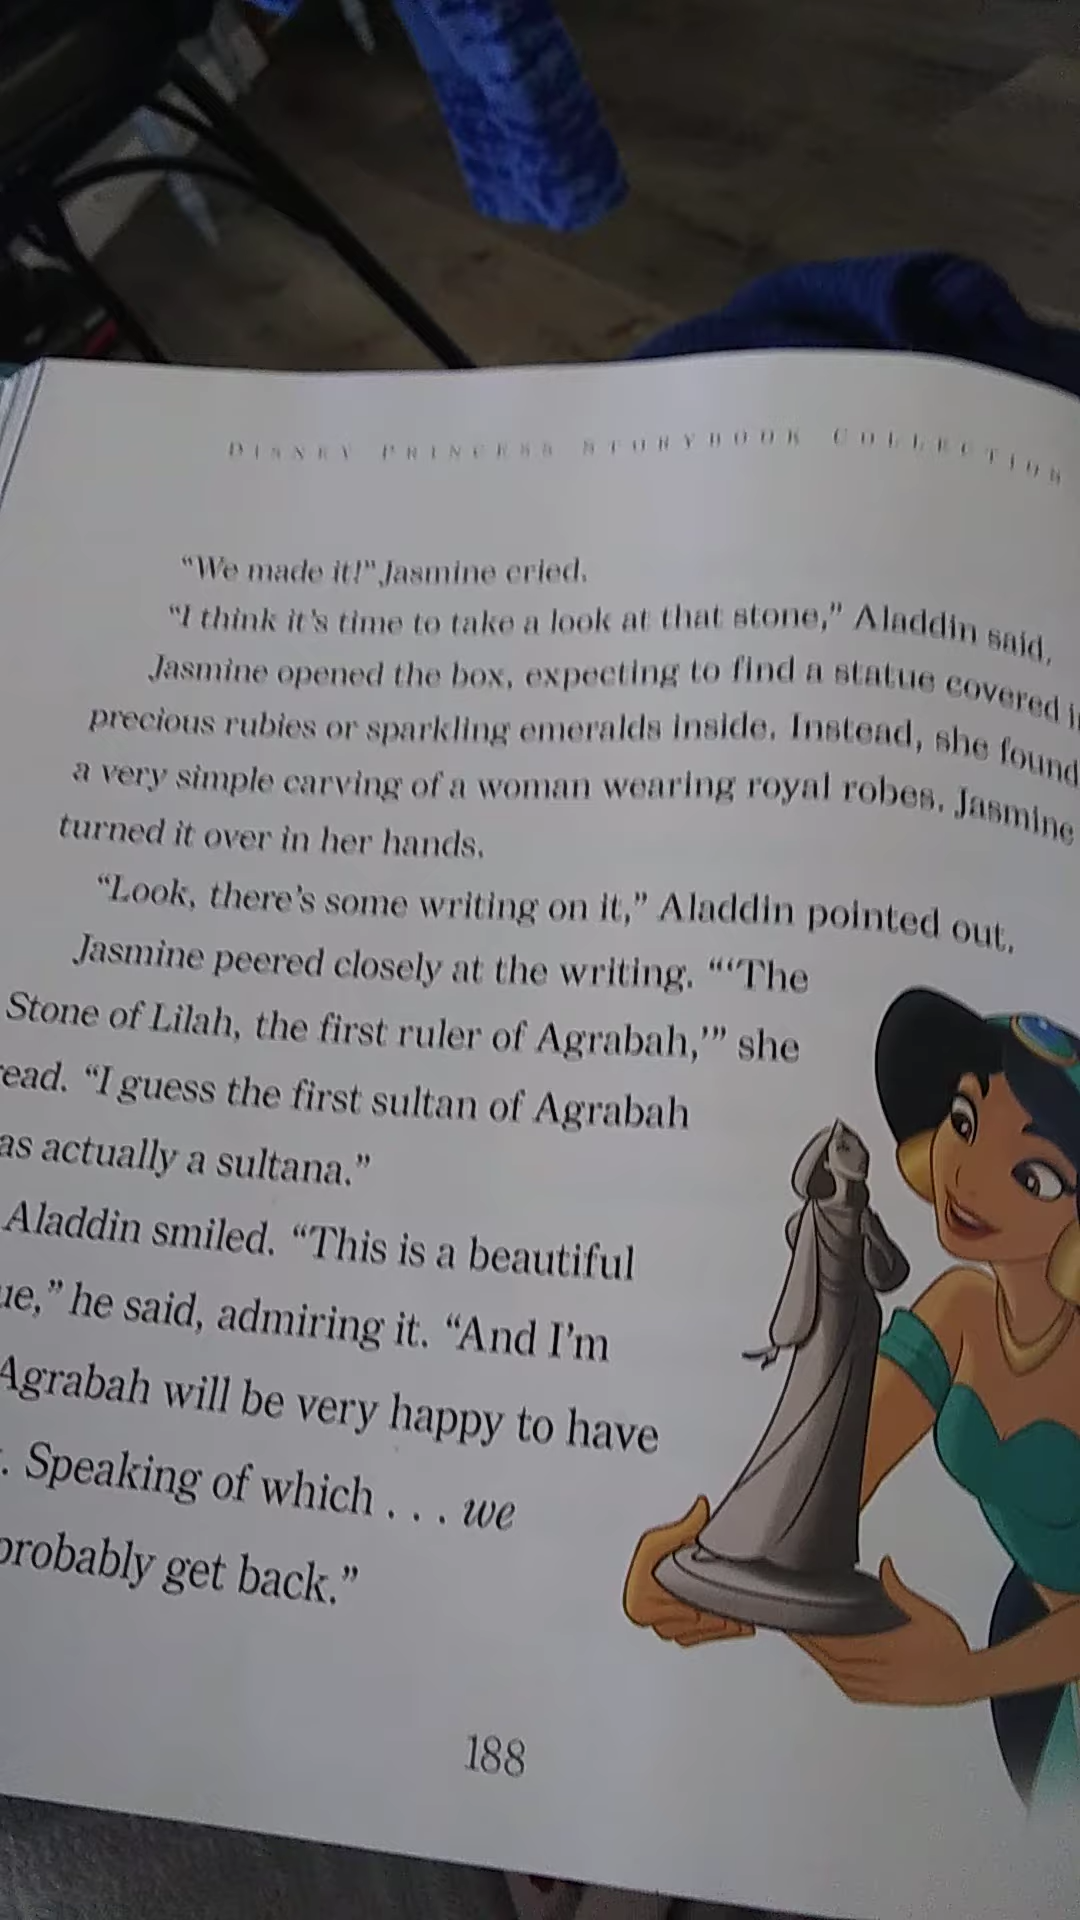 DISNEY PRINCESS STORYBOOK COLLECTION
“We made it!” Jasmine cried.
“I think it’s time to take a look at that stone,” Aladdin said.
Jasmine opened the box, expecting to find a statue covered
precious rubies or sparkling emeralds inside. Instead, she found
a very simple carving of a woman wearing royal robes. Jasmine
turned it over in her hands.
“Look, there’s some writing on it,” Aladdin pointed out.
Jasmine peered closely at the writing. “‘The
Stone of Lilah, the first ruler of Agrabah,’” she
ead. “I guess the first sultan of Agrabah
as actually a sultana.”
Aladdin smiled. “This is a beautiful
ue,” he said, admiring it. “And I’m
Agrabah will be very happy to have
. Speaking of which . . . we
probably get back.”
188